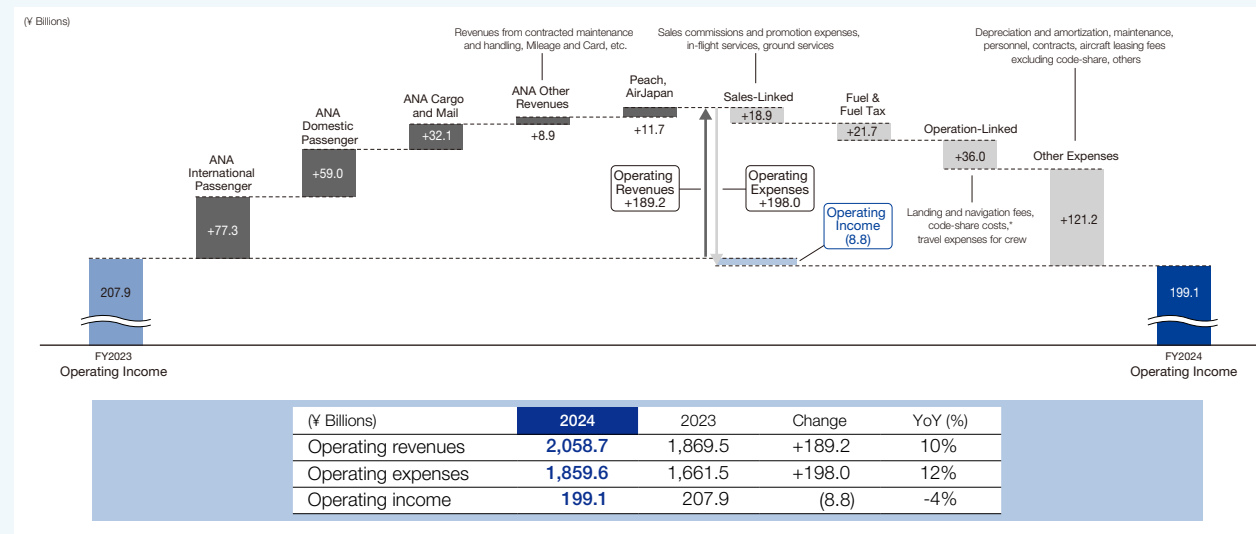 (¥ Billions)
Revenues from contracted maintenance
and handling, Mileage and Card, etc.
Sales commissions and promotion expenses,
in-flight services, ground services
Depreciation and amortization, maintenance,
personnel, contracts, aircraft leasing fees
excluding code-share, others
ANA
International
Passenger
+77.3
ANA
Domestic
Passenger
+59.0
ANA Cargo
and Mail
+32.1
ANA Other
Revenues
+8.9
Peach,
AirJapan
+11.7
Sales-Linked
+18.9
Fuel &
Fuel Tax
+21.7
Operation-Linked
+36.0
Other Expenses
+121.2
Operating
Revenues
+189.2
Operating
Expenses
+198.0
Operating
Income
(8.8)
Landing and navigation fees,
code-share costs,*
travel expenses for crew
207.9
199.1
FY2023
Operating Income
FY2024
Operating Income
(¥ Billions) 2024 2023 Change YoY (%)
Operating revenues 2,058.7 1,869.5 +189.2 10%
Operating expenses 1,859.6 1,661.5 +198.0 12%
Operating income 199.1 207.9 (8.8) -4%